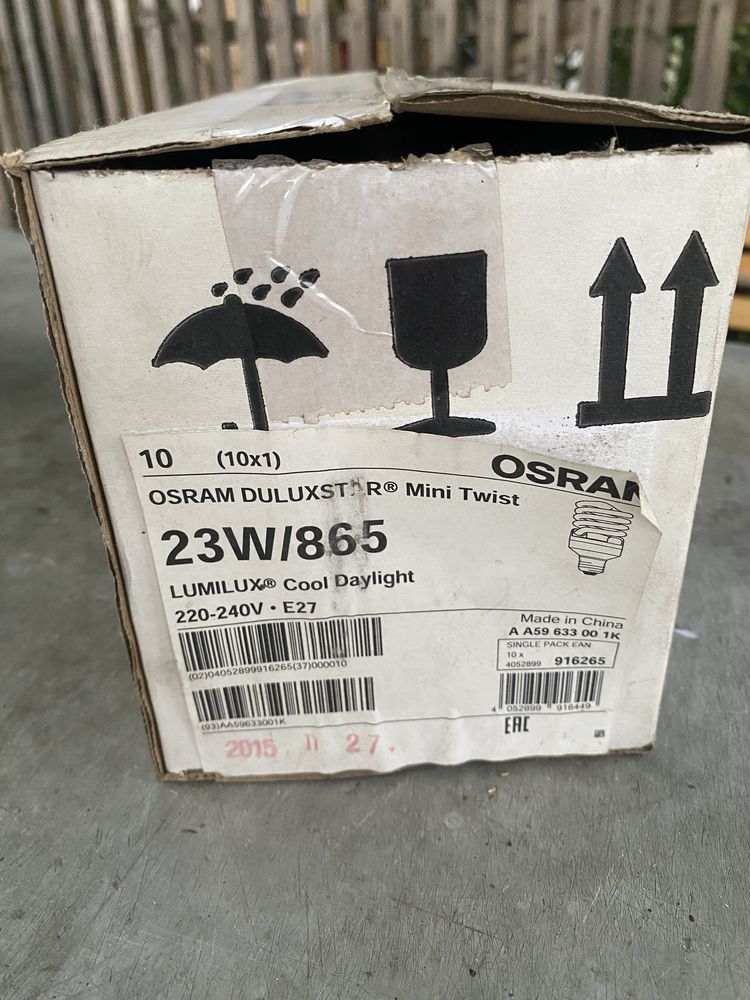 10 (10x1)
OSRAM
OSRAM DULUXSTAR® Mini Twist
23W/865
LUMILUX® Cool Daylight
220-240V • E27
Made in China
A A59 633 00 1K
SINGLE PACK EAN
10 x
4052899 916265
(02)04052899916265(37)000010
4 052899 916449
(93)AA59633001K
EAC
2015 11 27.